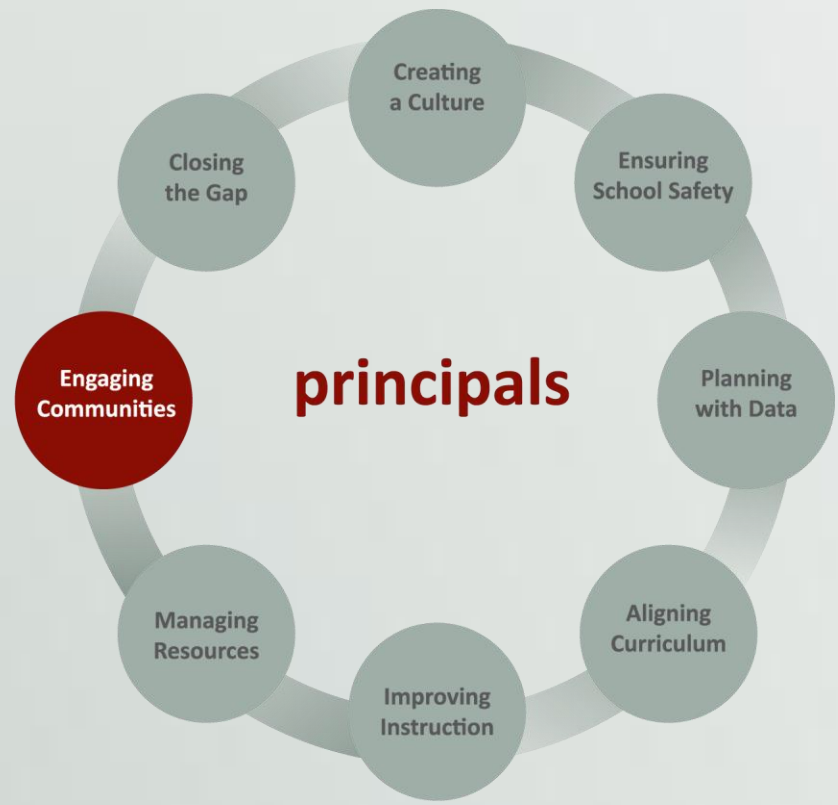 Creating
a Culture
Ensuring
School Safety
Planning
with Data
Aligning
Curriculum
Improving
Instruction
Managing
Resources
Engaging
Communities
Closing
the Gap
principals